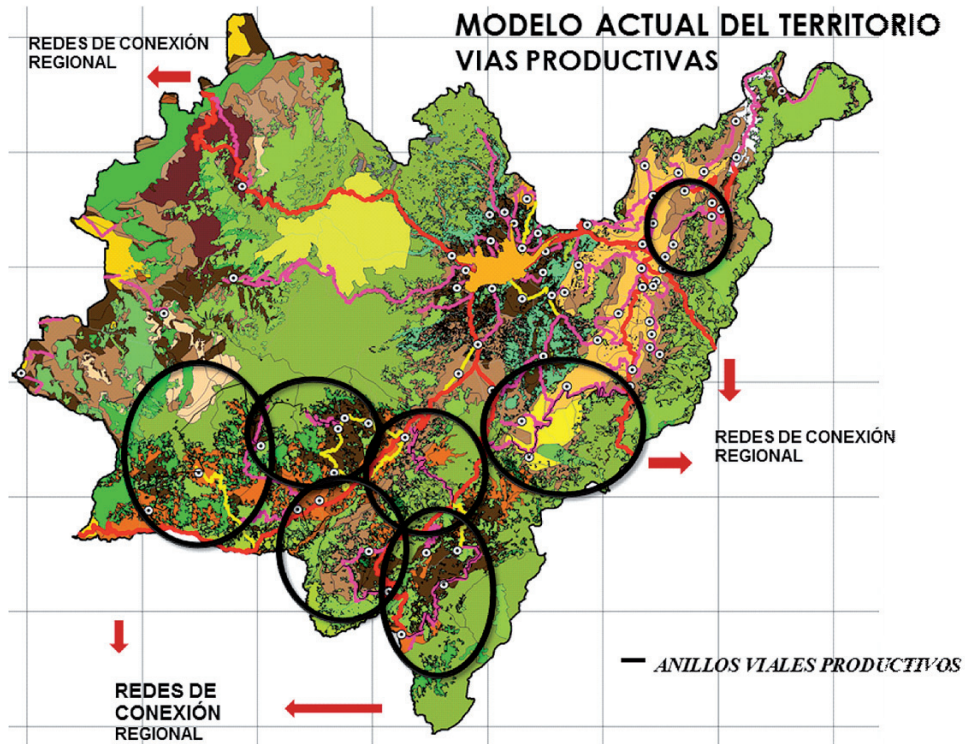 MODELO ACTUAL DEL TERRITORIO
VIAS PRODUCTIVAS
REDES DE CONEXIÓN
REGIONAL
REDES DE CONEXIÓN
REGIONAL
ANILLOS VIALES PRODUCTIVOS
REDES DE
CONEXIÓN
REGIONAL